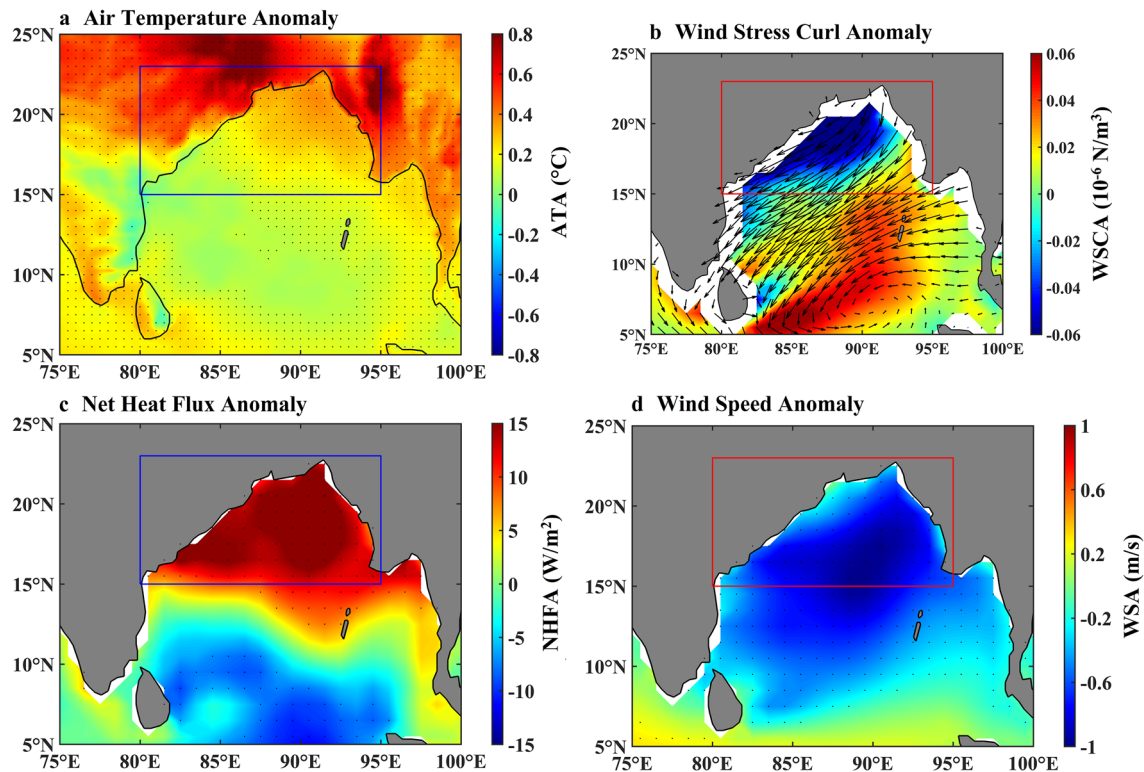 a Air Temperature Anomaly
25°N
20°N
15°N
10°N
5°N
75°E 80°E 85°E 90°E 95°E 100°E
0.8
0.6
0.4
0.2
0
-0.2
-0.4
-0.6
-0.8
ATA (°C)
b Wind Stress Curl Anomaly
25°N
20°N
15°N
10°N
5°N
75°E 80°E 85°E 90°E 95°E 100°E
0.06
0.04
0.02
0
-0.02
-0.04
-0.06
WSCA (10⁻⁶ N/m³)
c Net Heat Flux Anomaly
25°N
20°N
15°N
10°N
5°N
75°E 80°E 85°E 90°E 95°E 100°E
15
10
5
0
-5
-10
-15
NHFA (W/m²)
d Wind Speed Anomaly
25°N
20°N
15°N
10°N
5°N
75°E 80°E 85°E 90°E 95°E 100°E
1
0.6
0.2
-0.2
-0.6
-1
WSA (m/s)